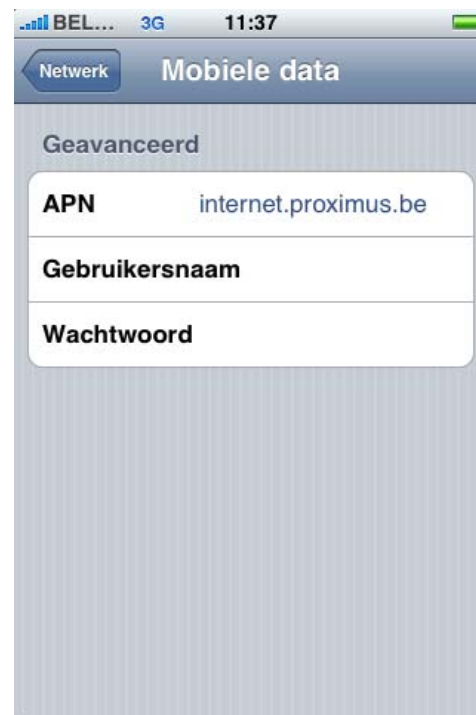 BEL... 3G 11:37
Netwerk Mobiele data
Geavanceerd
APN internet.proximus.be
Gebruikersnaam
Wachtwoord